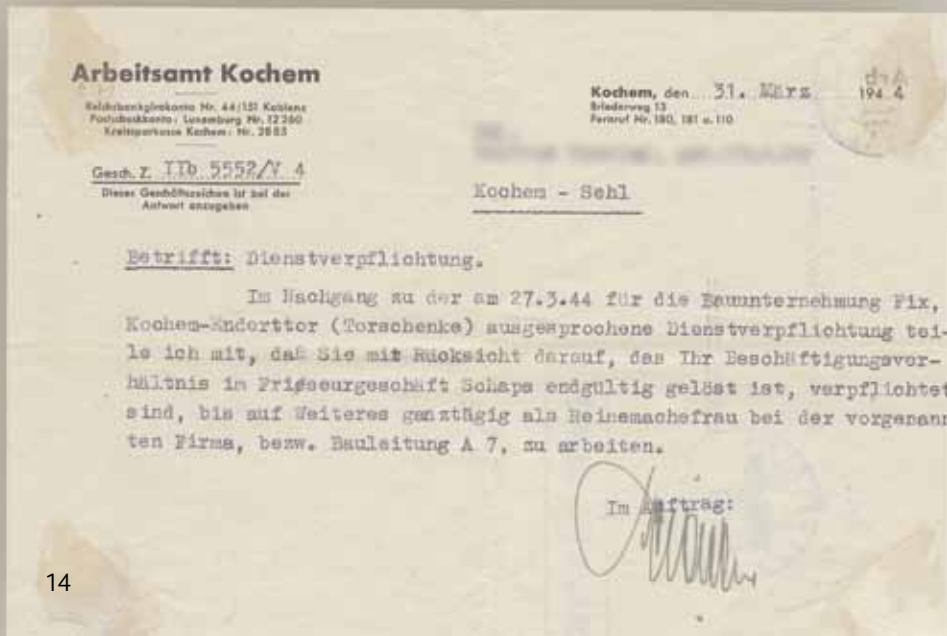 Arbeitsamt Kochem
Reichsbankgirokonto Nr. 44/151 Koblenz
Postscheckkonto: Luxemburg Nr. 12260
Kreissparkasse Kochem: Nr. 2885
Gesch. Z. IIb 5552/V 4
Dieses Geschäftszeichen ist bei der
Antwort anzugeben
Kochem, den 31. März 1944
Briederweg 13
Fernruf Nr. 180, 181 u. 110
Kochem - Sehl
Betrifft: Dienstverpflichtung.
Im Nachgang zu der am 27.3.44 für die Bauunternehmung Fix,
Kochem-Enderttor (Torschenke) ausgesprochene Dienstverpflichtung tei-
le ich mit, daß Sie mit Rücksicht darauf, das Ihr Beschäftigungsver-
hältnis im Friseurgeschäft Schaps endgültig gelöst ist, verpflichtet
sind, bis auf Weiteres ganztägig als Reinemachefrau bei der vorgenann
ten Firma, bezw. Bauleitung A 7, zu arbeiten.
Im Auftrag:
14